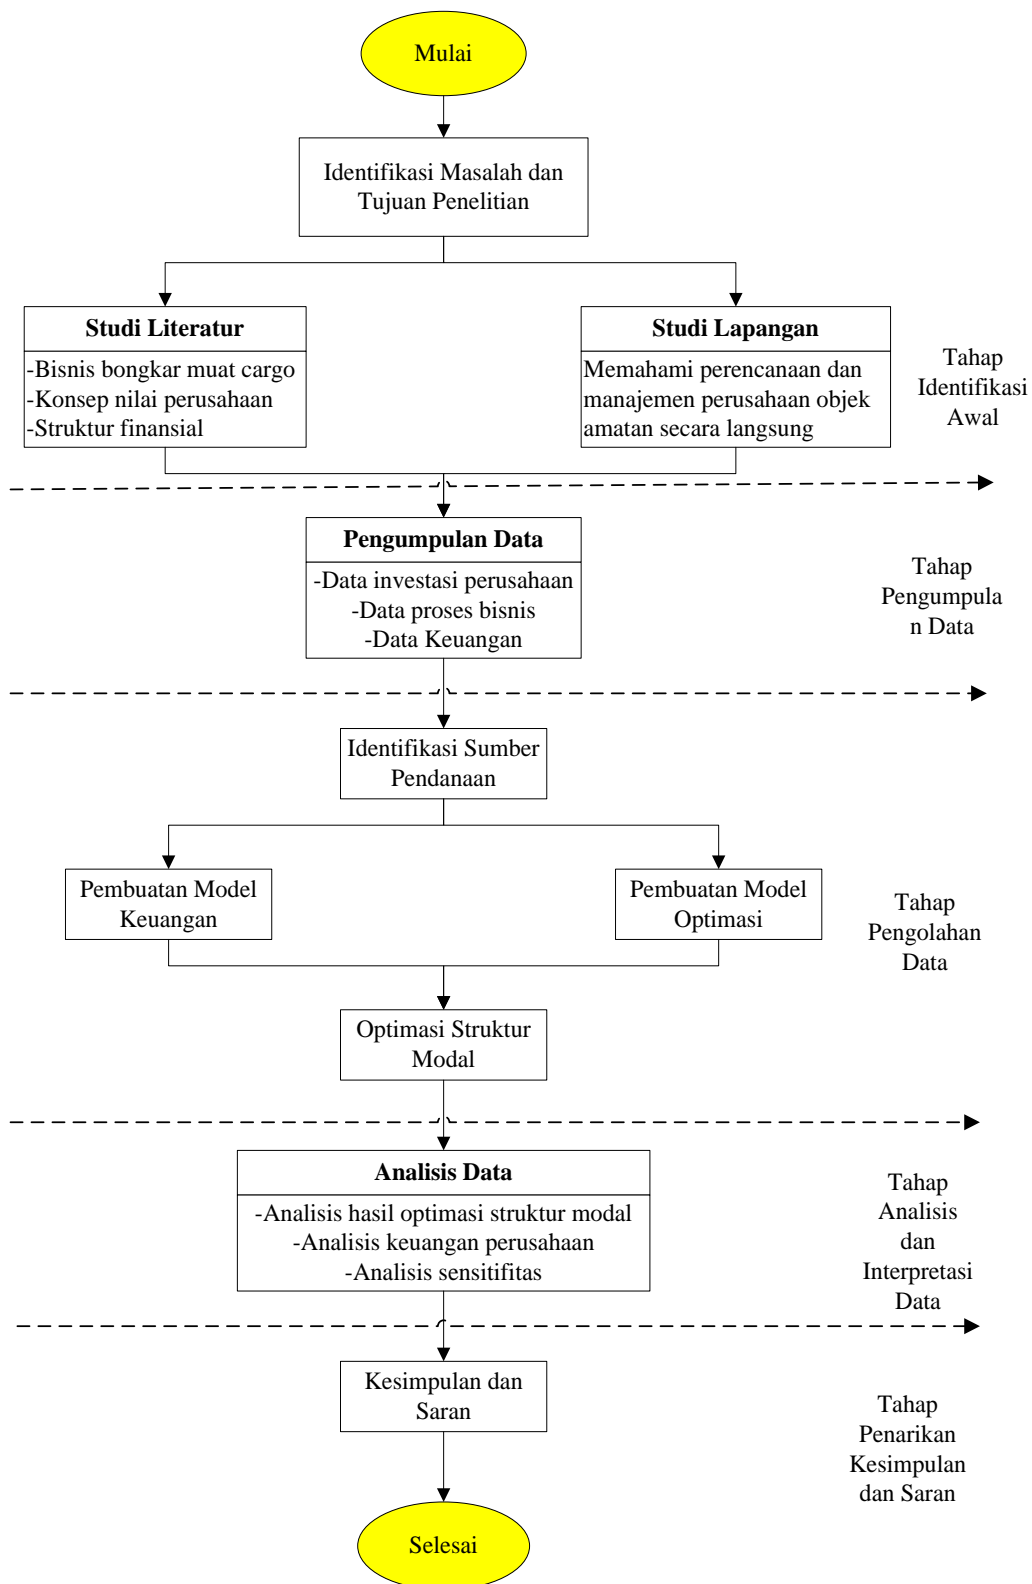 Mulai
Identifikasi Masalah dan
Tujuan Penelitian
Studi Literatur
-Bisnis bongkar muat cargo
-Konsep nilai perusahaan
-Struktur finansial
Studi Lapangan
Memahami perencanaan dan
manajemen perusahaan objek
amatan secara langsung
Tahap
Identifikasi
Awal
Pengumpulan Data
-Data investasi perusahaan
-Data proses bisnis
-Data Keuangan
Tahap
Pengumpula
n Data
Identifikasi Sumber
Pendanaan
Pembuatan Model
Keuangan
Pembuatan Model
Optimasi
Tahap
Pengolahan
Data
Optimasi Struktur
Modal
Analisis Data
-Analisis hasil optimasi struktur modal
-Analisis keuangan perusahaan
-Analisis sensitifitas
Tahap
Analisis
dan
Interpretasi
Data
Kesimpulan dan
Saran
Tahap
Penarikan
Kesimpulan
dan Saran
Selesai